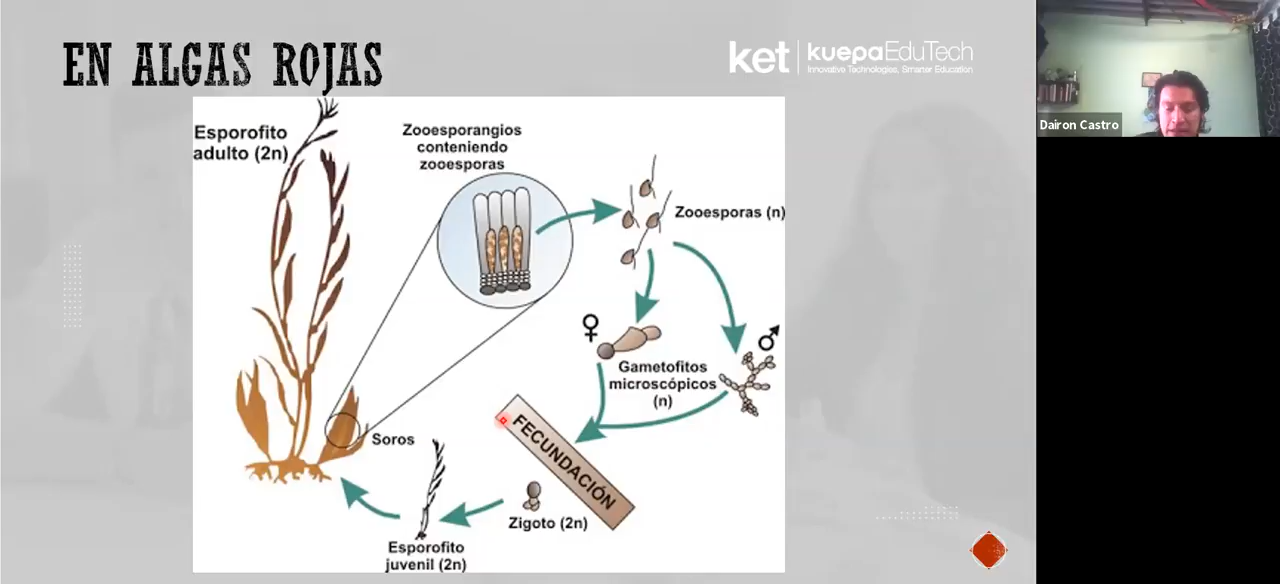 EN ALGAS ROJAS
ket
kuepaEduTech
Innovative Technologies, Smarter Education
Dairon Castro
Esporofito
adulto (2n)
Zooesporangios
conteniendo
zooesporas
Zooesporas (n)
♀
♂
Gametofitos
microscópicos
(n)
FECUNDACIÓN
Soros
Zigoto (2n)
Esporofito
juvenil (2n)